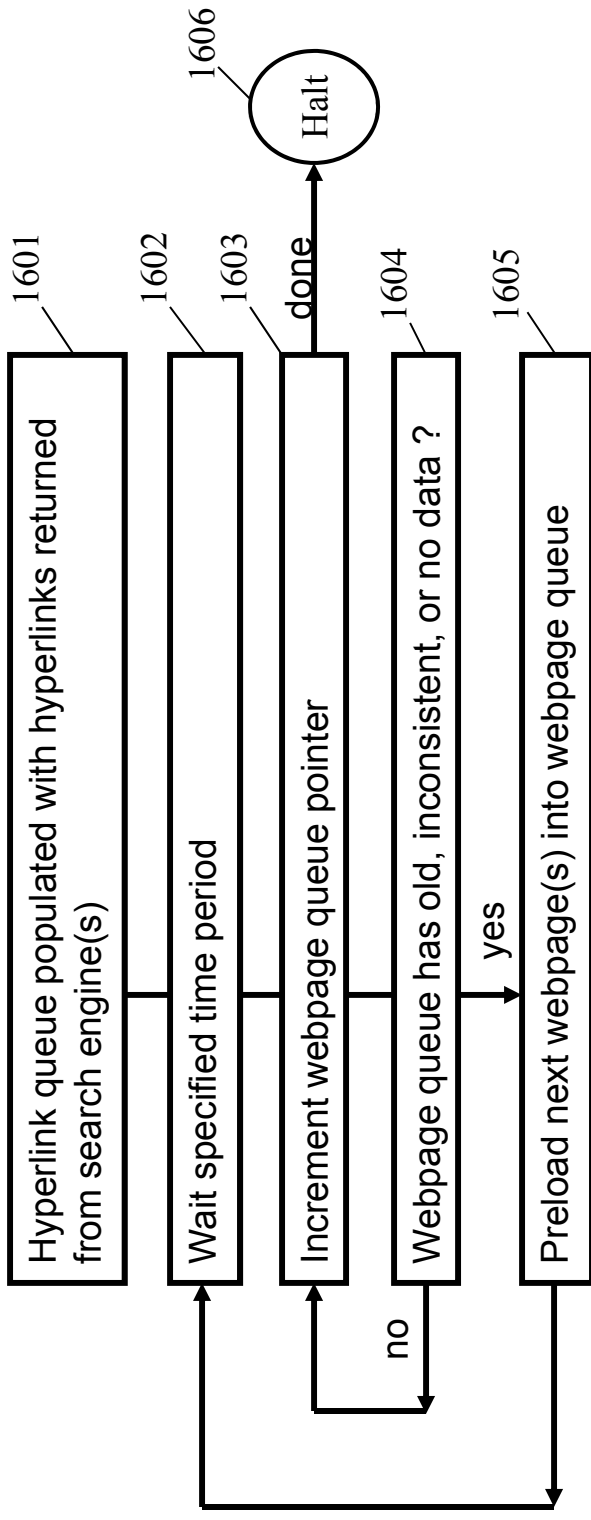 1601
Hyperlink queue populated with hyperlinks returned
from search engine(s)
1602
Wait specified time period
1603
Increment webpage queue pointer
done
Halt
1606
1604
Webpage queue has old, inconsistent, or no data ?
no
yes
1605
Preload next webpage(s) into webpage queue